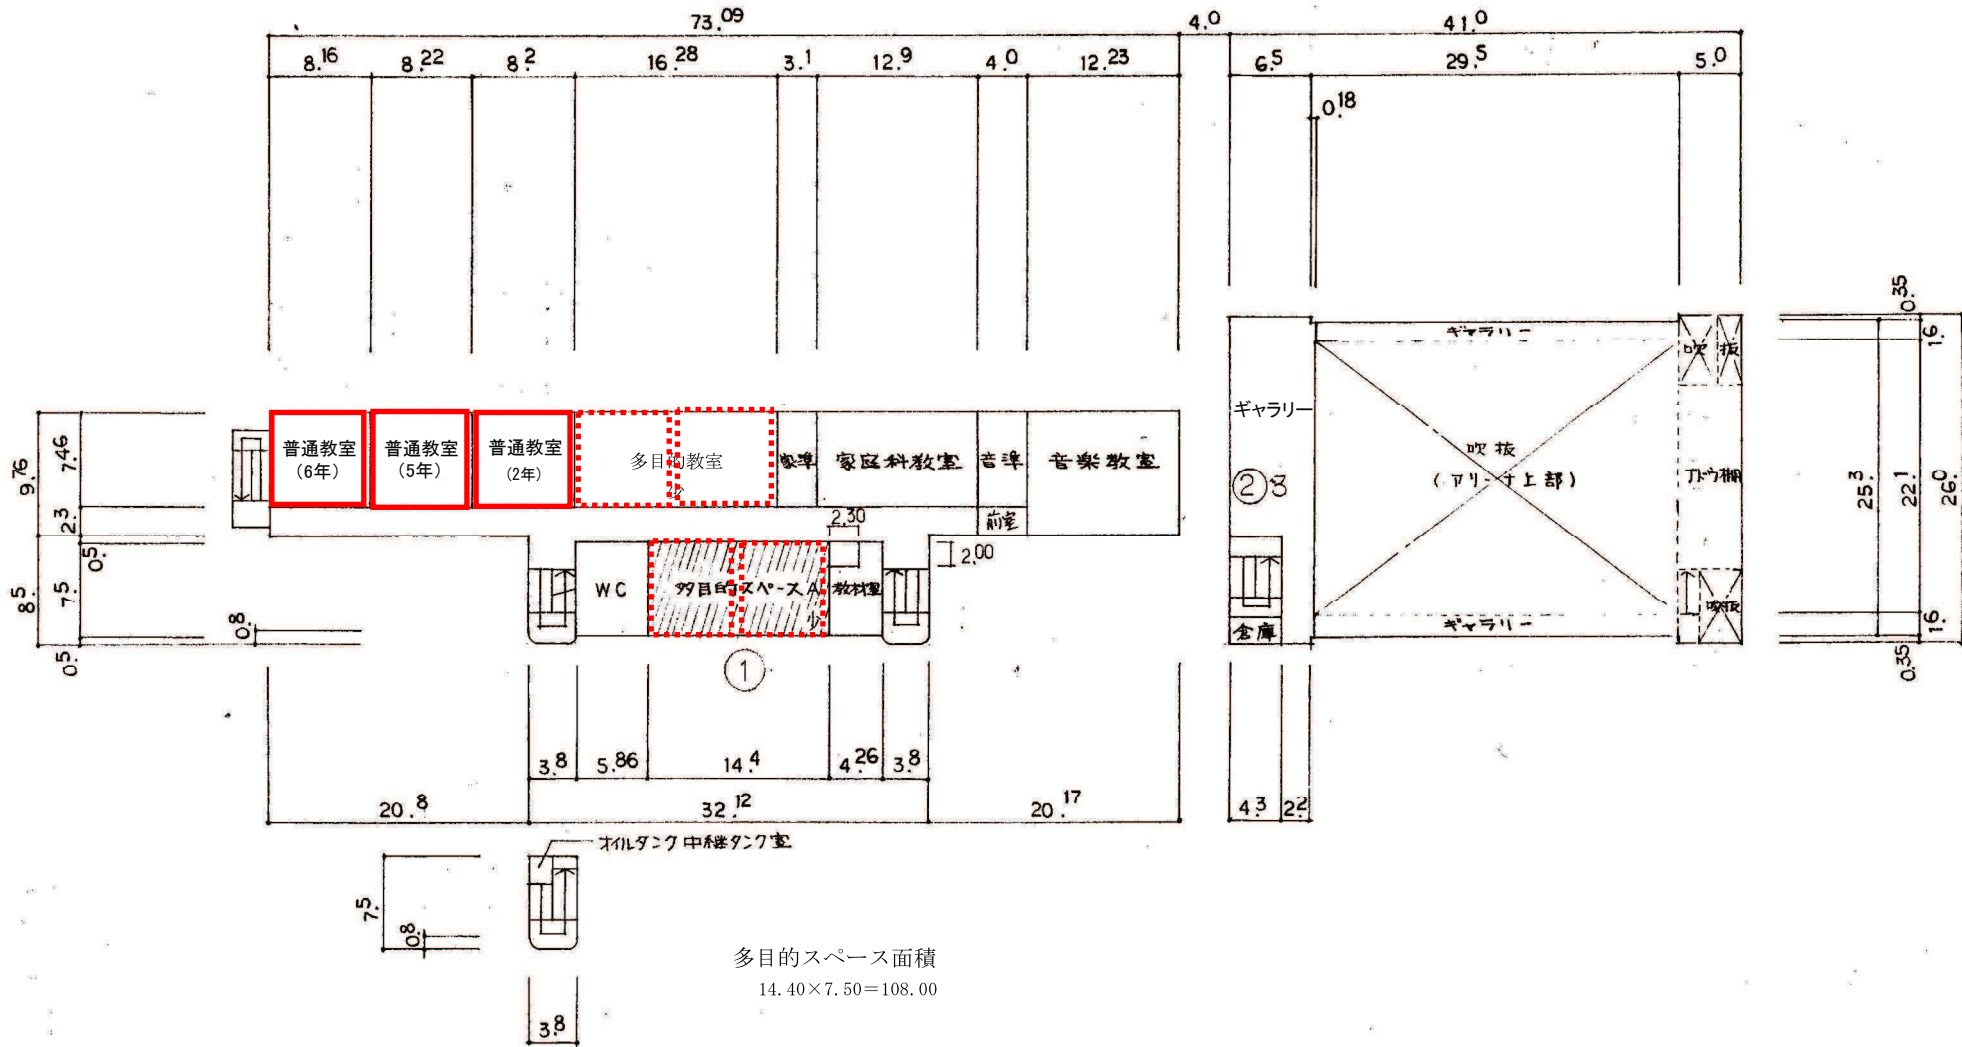 73.09
4.0
41.0
8.16
8.22
8.2
16.28
3.1
12.9
4.0
12.23
6.5
29.5
5.0
0.18
0.35
1.6
ギャラリー
吹抜
ギャラリー
9.76
7.46
2.3
普通教室
(6年)
普通教室
(5年)
普通教室
(2年)
多目的教室
少
家準
家庭科教室
音準
音楽教室
前室
吹抜
(アリーナ上部)
ブドウ棚
②3
25.3
22.1
26.0
2.30
2.00
8.5
0.5
7.5
0.8
0.5
WC
多目的スペースA
少
教材室
倉庫
ギャラリー
吹抜
1.6
0.35
①
3.8
5.86
14.4
4.26
3.8
20.8
32.12
20.17
4.3
2.2
オイルタンク中継タンク室
7.5
0.8
3.8
多目的スペース面積
14.40×7.50=108.00